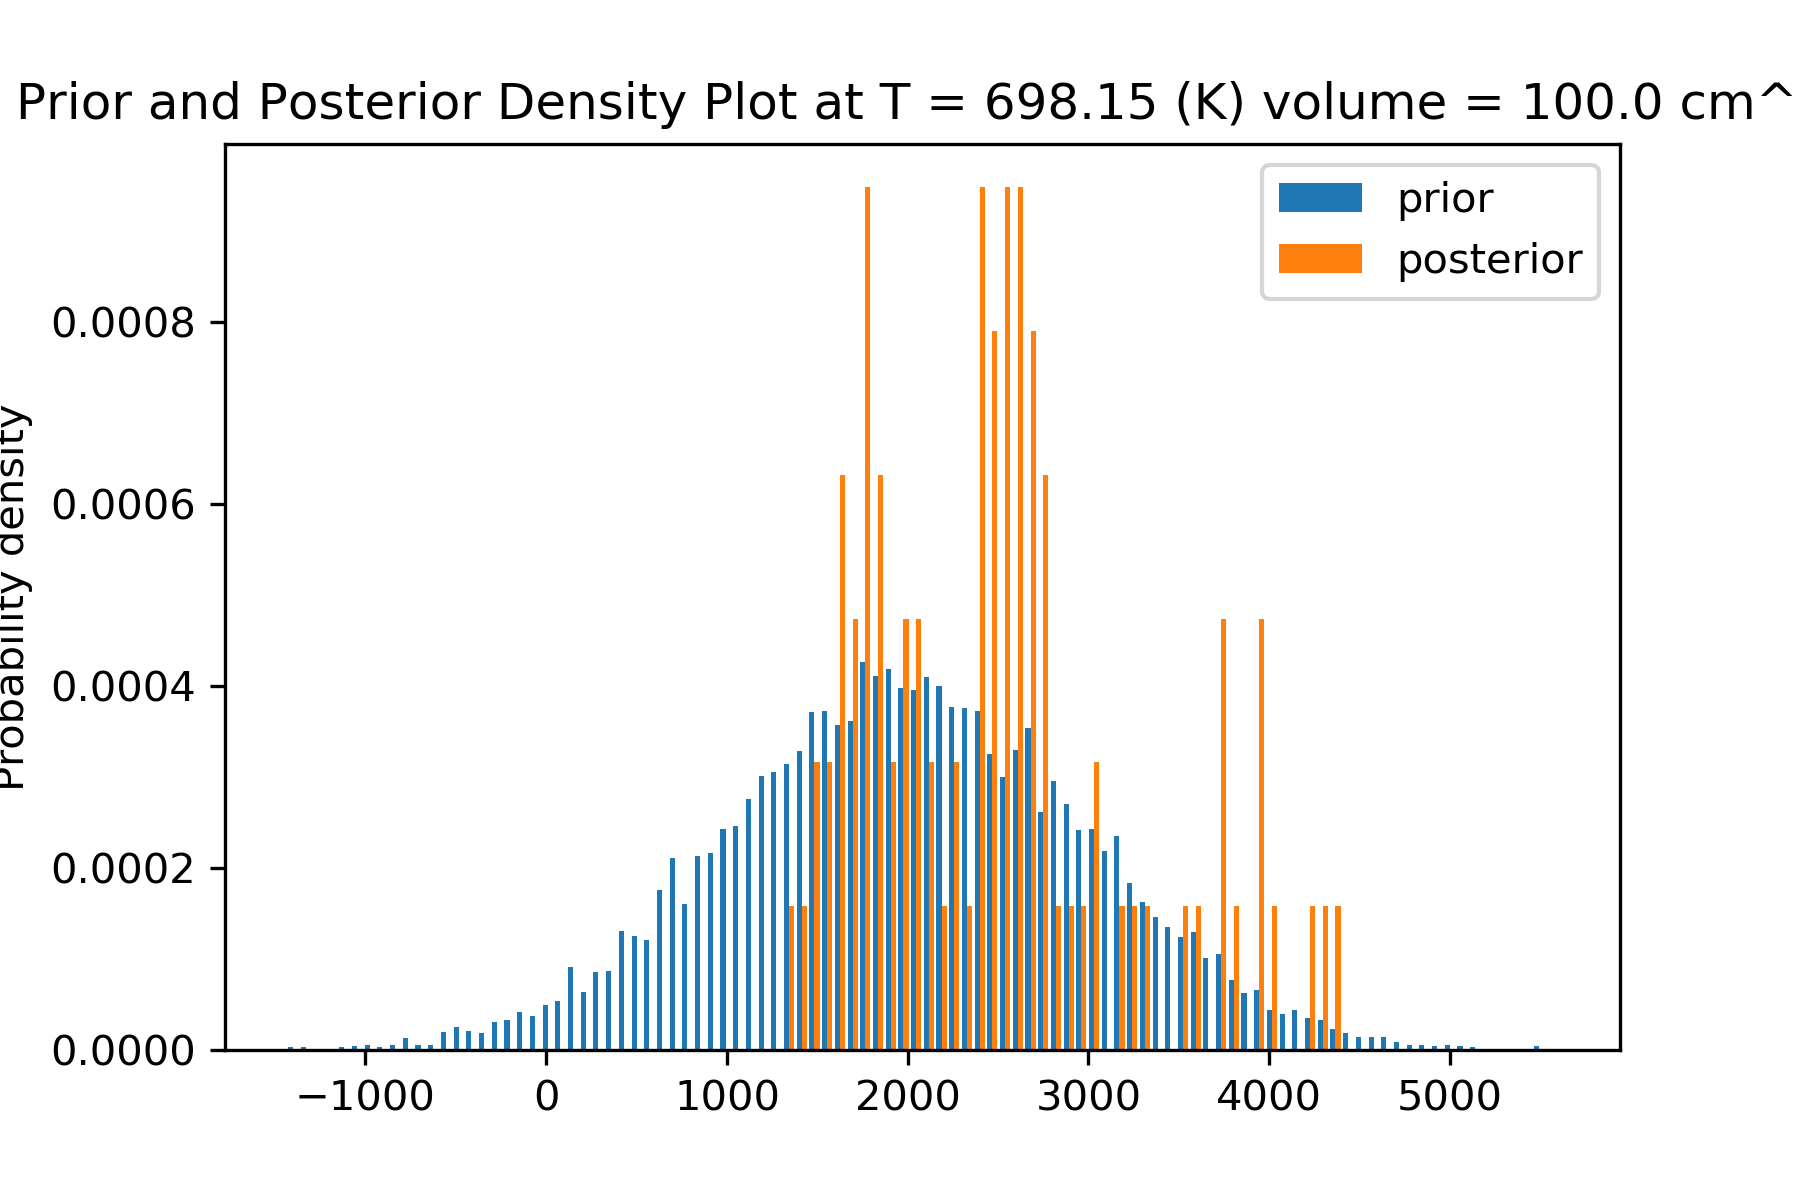 Prior and Posterior Density Plot at T = 698.15 (K) volume = 100.0 cm^
prior
posterior
Probability density
0.0008
0.0006
0.0004
0.0002
0.0000
−1000 0 1000 2000 3000 4000 5000